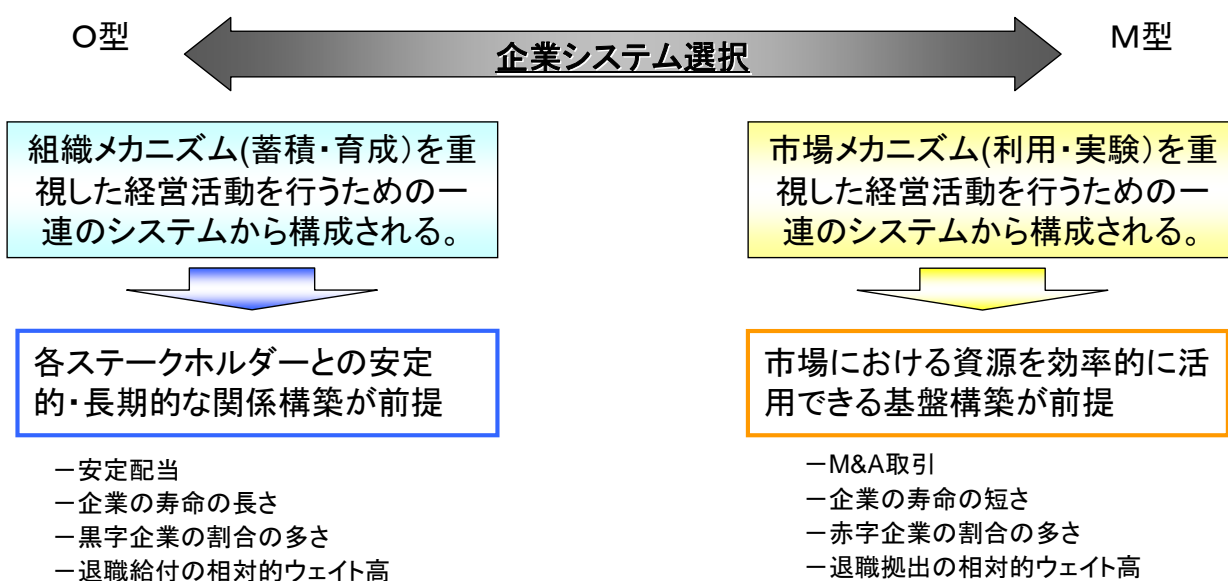 O型
企業システム選択
M型
組織メカニズム(蓄積・育成)を重
視した経営活動を行うための一
連のシステムから構成される。
各ステークホルダーとの安定
的・長期的な関係構築が前提
－安定配当
－企業の寿命の長さ
－黒字企業の割合の多さ
－退職給付の相対的ウェイト高
市場メカニズム(利用・実験)を重
視した経営活動を行うための一
連のシステムから構成される。
市場における資源を効率的に活
用できる基盤構築が前提
－M&A取引
－企業の寿命の短さ
－赤字企業の割合の多さ
－退職拠出の相対的ウェイト高